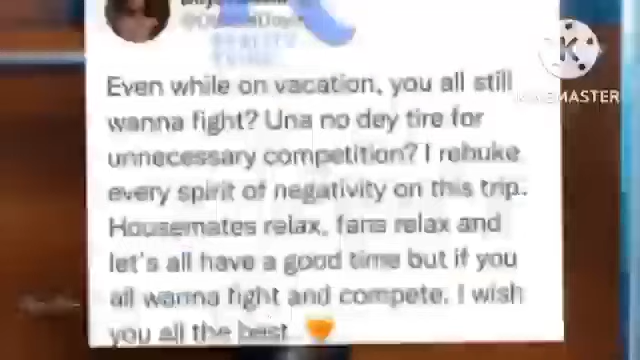 KINEMASTER
Even while on vacation, you all still
wanna fight? Una no dey tire for
unnecessary competition? I rebuke
every spirit of negativity on this trip.
Housemates relax, fans relax and
let's all have a good time but if you
all wanna fight and compete. I wish
you all the best. 🧡